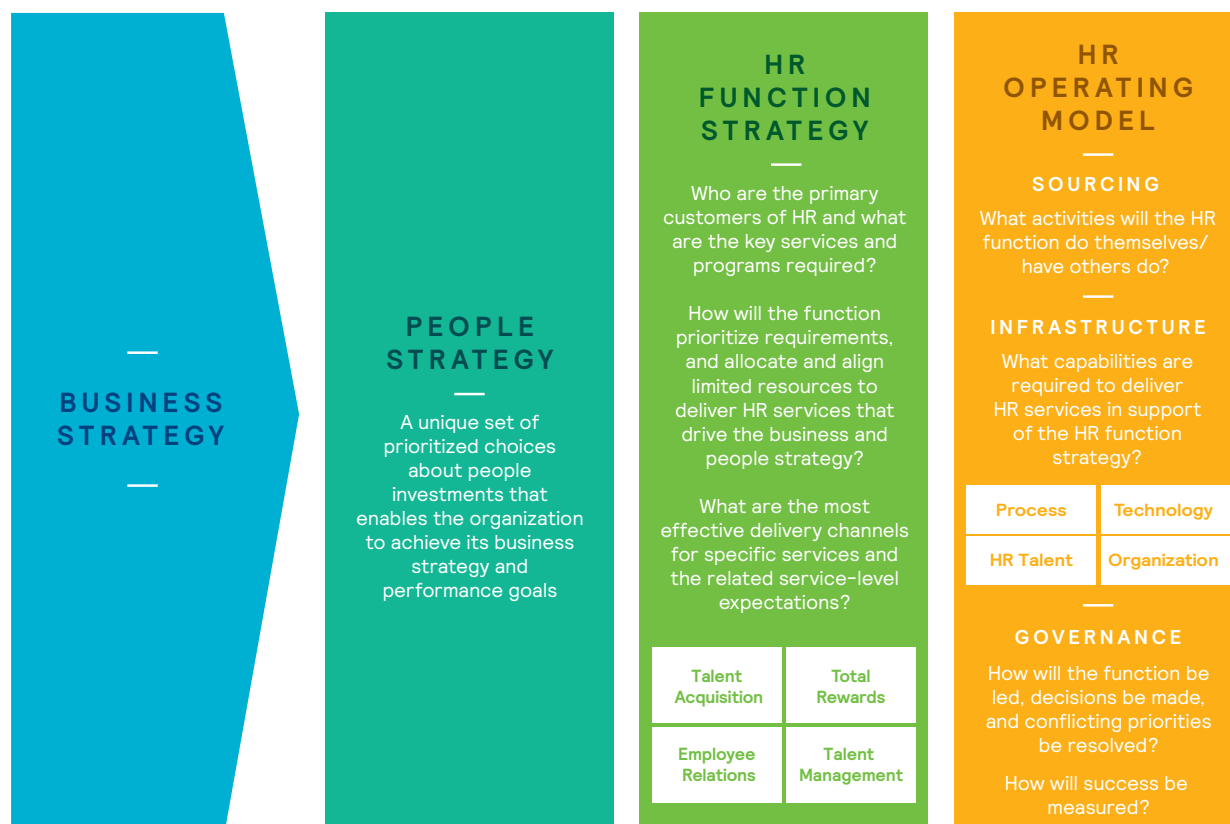 BUSINESS
STRATEGY
PEOPLE
STRATEGY
A unique set of
prioritized choices
about people
investments that
enables the organization
to achieve its business
strategy and
performance goals
HR
FUNCTION
STRATEGY
Who are the primary
customers of HR and what
are the key services and
programs required?
How will the function
prioritize requirements,
and allocate and align
limited resources to
deliver HR services that
drive the business and
people strategy?
What are the most
effective delivery channels
for specific services and
the related service-level
expectations?
Talent
Acquisition
Total
Rewards
Employee
Relations
Talent
Management
HR
OPERATING
MODEL
SOURCING
What activities will the HR
function do themselves/
have others do?
INFRASTRUCTURE
What capabilities are
required to deliver
HR services in support
of the HR function
strategy?
Process
Technology
HR Talent
Organization
GOVERNANCE
How will the function be
led, decisions be made,
and conflicting priorities
be resolved?
How will success be
measured?